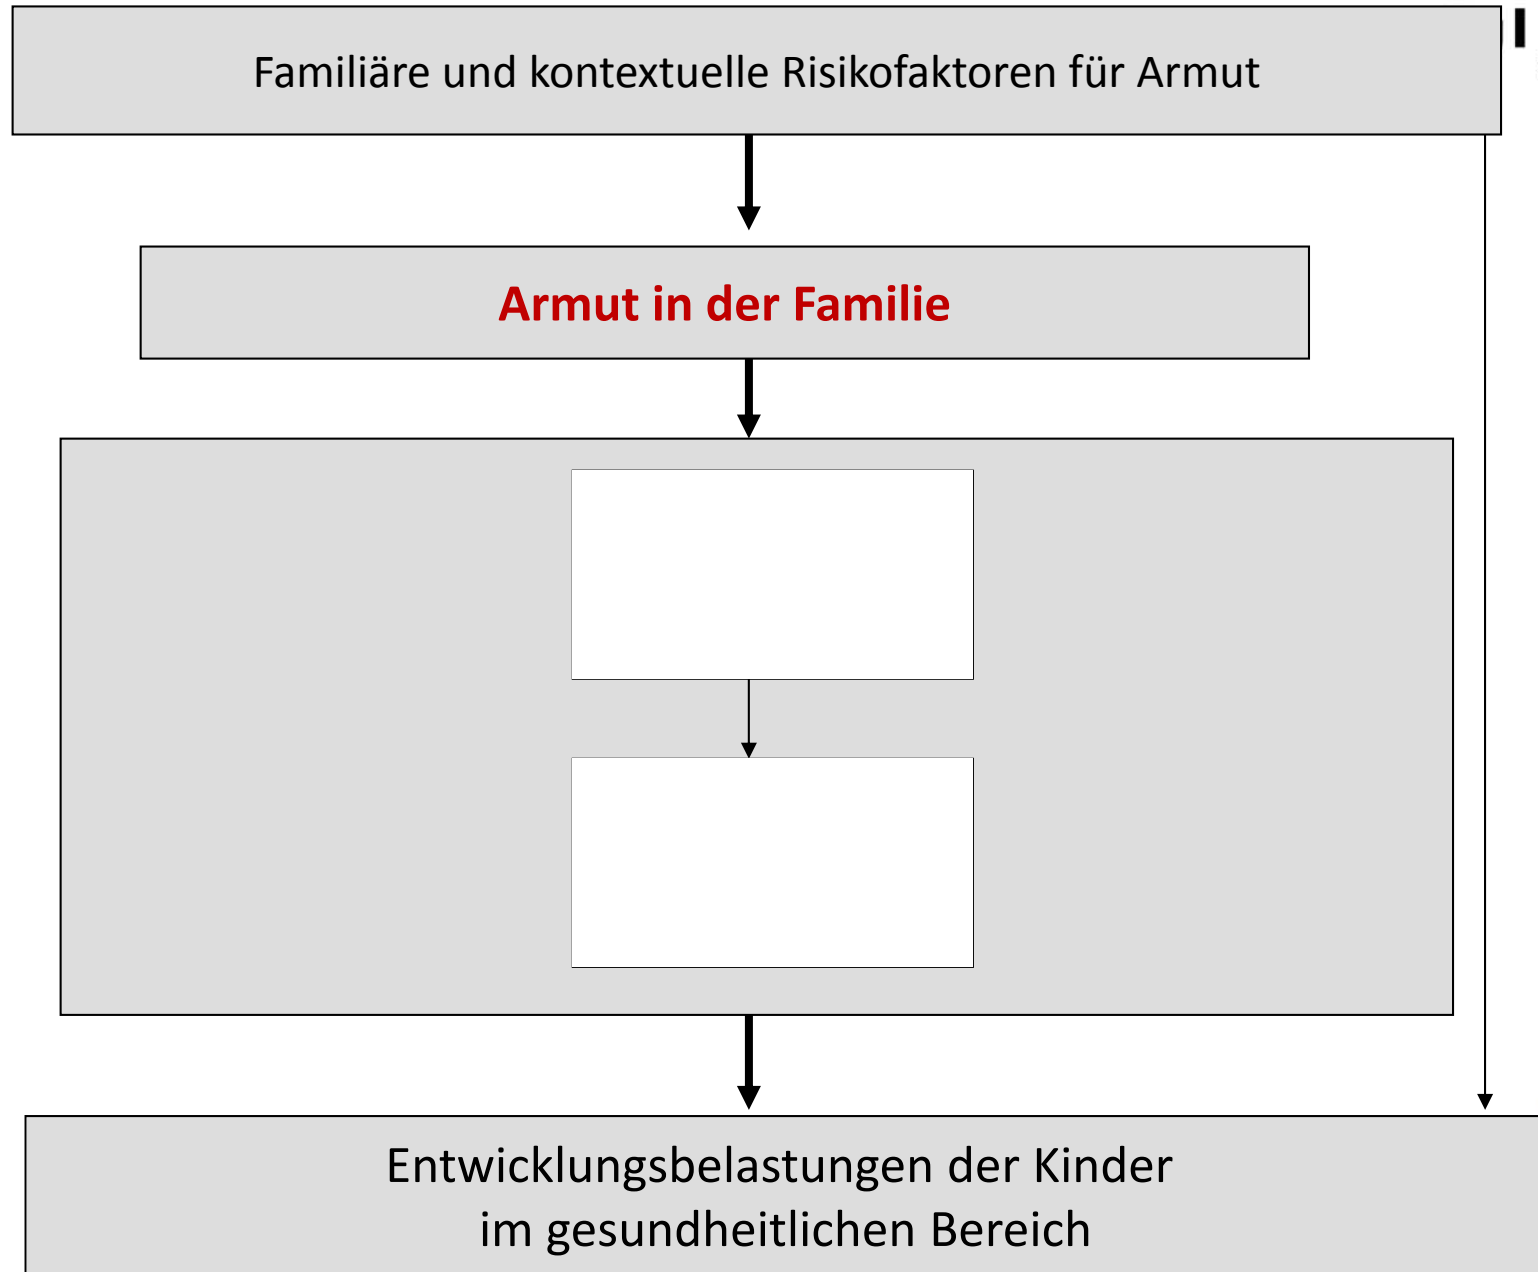 Familiäre und kontextuelle Risikofaktoren für Armut
Armut in der Familie
Entwicklungsbelastungen der Kinder
im gesundheitlichen Bereich